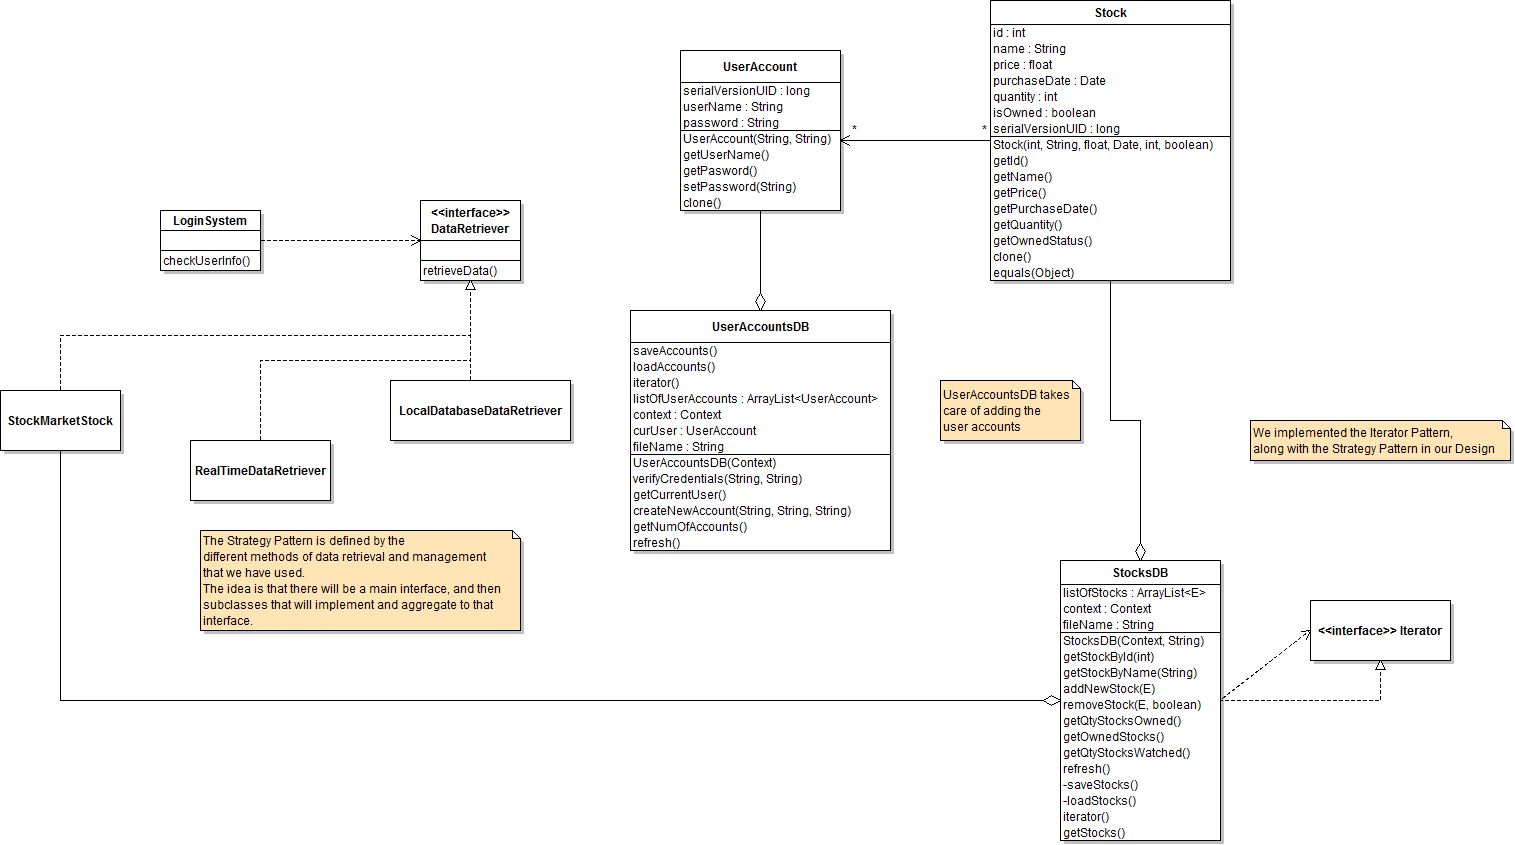 Stock
id : int
name : String
price : float
purchaseDate : Date
quantity : int
isOwned : boolean
serialVersionUID : long
Stock(int, String, float, Date, int, boolean)
getId()
getName()
getPrice()
getPurchaseDate()
getQuantity()
getOwnedStatus()
clone()
equals(Object)
UserAccount
serialVersionUID : long
userName : String
password : String
UserAccount(String, String)
getUserName()
getPasword()
setPassword(String)
clone()
*
*
LoginSystem
checkUserInfo()
<<interface>>
DataRetriever
retrieveData()
UserAccountsDB
saveAccounts()
loadAccounts()
iterator()
listOfUserAccounts : ArrayList<UserAccount>
context : Context
curUser : UserAccount
fileName : String
UserAccountsDB(Context)
verifyCredentials(String, String)
getCurrentUser()
createNewAccount(String, String, String)
getNumOfAccounts()
refresh()
StockMarketStock
LocalDatabaseDataRetriever
RealTimeDataRetriever
UserAccountsDB takes
care of adding the
user accounts
We implemented the Iterator Pattern,
along with the Strategy Pattern in our Design
The Strategy Pattern is defined by the
different methods of data retrieval and management
that we have used.
The idea is that there will be a main interface, and then
subclasses that will implement and aggregate to that
interface.
StocksDB
listOfStocks : ArrayList<E>
context : Context
fileName : String
StocksDB(Context, String)
getStockById(int)
getStockByName(String)
addNewStock(E)
removeStock(E, boolean)
getQtyStocksOwned()
getOwnedStocks()
getQtyStocksWatched()
refresh()
-saveStocks()
-loadStocks()
iterator()
getStocks()
<<interface>> Iterator